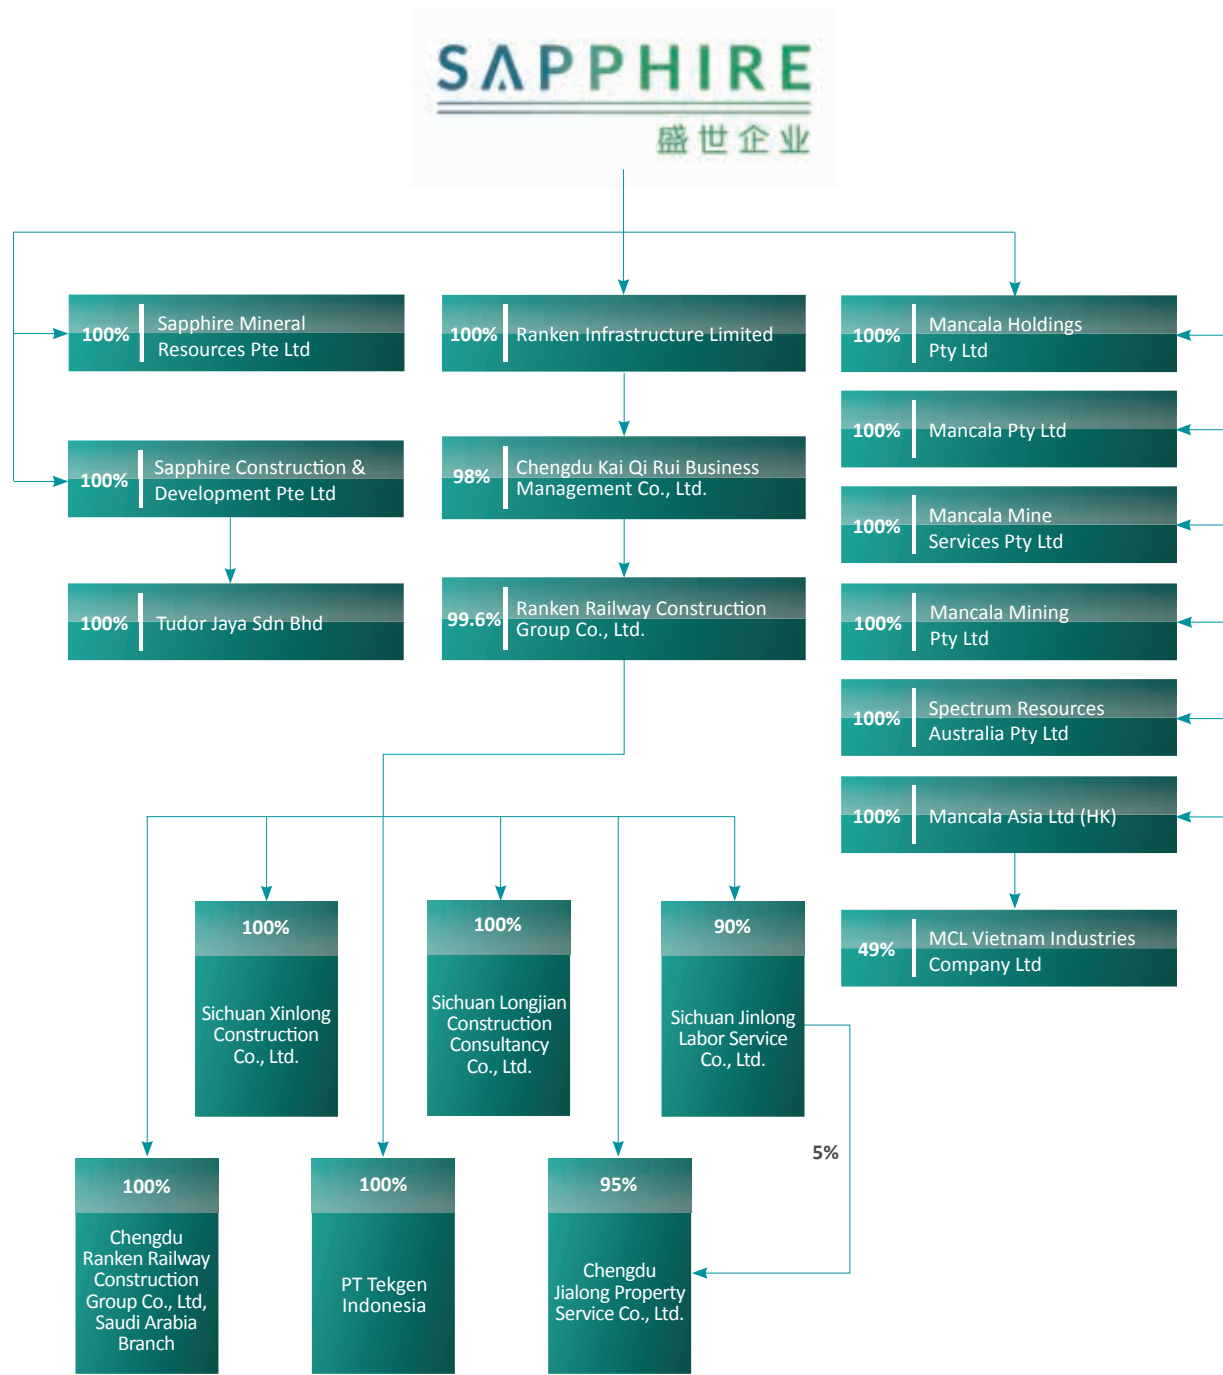 SAPPHIRE
盛世企业
100%
Sapphire Mineral
Resources Pte Ltd
100%
Sapphire Construction &
Development Pte Ltd
100%
Tudor Jaya Sdn Bhd
100%
Ranken Infrastructure Limited
98%
Chengdu Kai Qi Rui Business
Management Co., Ltd.
99.6%
Ranken Railway Construction
Group Co., Ltd.
100%
Mancala Holdings
Pty Ltd
100%
Mancala Pty Ltd
100%
Mancala Mine
Services Pty Ltd
100%
Mancala Mining
Pty Ltd
100%
Spectrum Resources
Australia Pty Ltd
100%
Mancala Asia Ltd (HK)
49%
MCL Vietnam Industries
Company Ltd
100%
Sichuan Xinlong
Construction
Co., Ltd.
100%
Sichuan Longjian
Construction
Consultancy
Co., Ltd.
90%
Sichuan Jinlong
Labor Service
Co., Ltd.
5%
100%
Chengdu
Ranken Railway
Construction
Group Co., Ltd,
Saudi Arabia
Branch
100%
PT Tekgen
Indonesia
95%
Chengdu
Jialong Property
Service Co., Ltd.